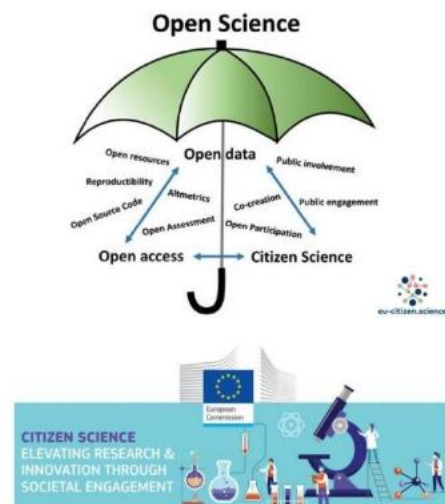 Open Science
Open resources
Open data
Public involvement
Reproductibility
Altmetrics
Co-creation
Public engagement
Open Source Code
Open Assessment
Open Participation
Open access
Citizen Science
eu-citizen.science
European
Commission
CITIZEN SCIENCE
ELEVATING RESEARCH &
INNOVATION THROUGH
SOCIETAL ENGAGEMENT